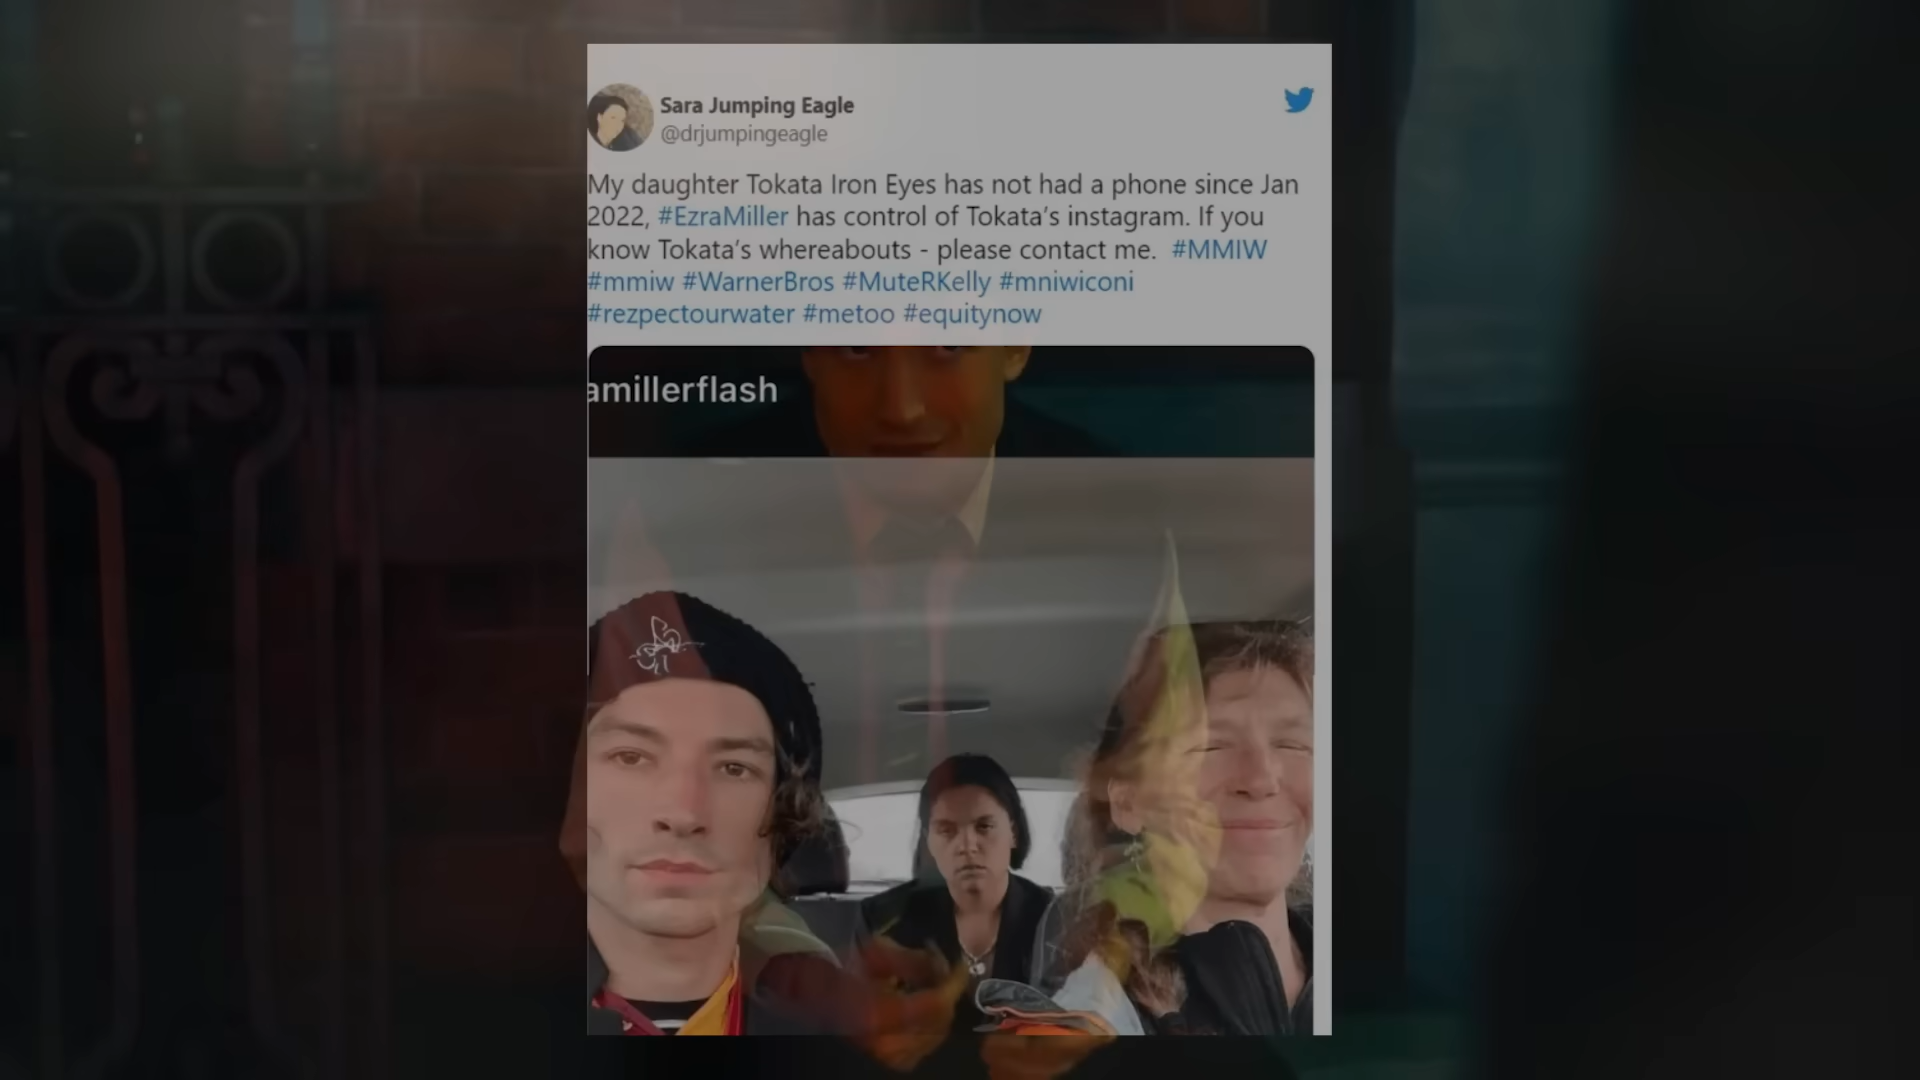 Sara Jumping Eagle
@drjumpingeagle
My daughter Tokata Iron Eyes has not had a phone since Jan
2022, #EzraMiller has control of Tokata's instagram. If you
know Tokata's whereabouts - please contact me. #MMIW
#mmiw #WarnerBros #MuteRKelly #mniwiconi
#rezpectourwater #metoo #equitynow
amillerflash